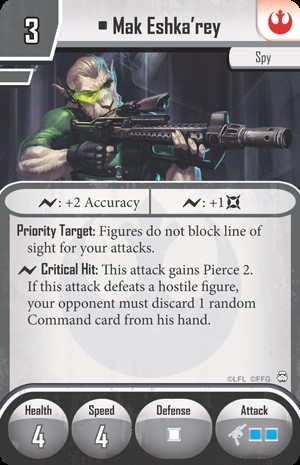 3
Mak Eshka'rey
Spy
: +2 Accuracy
: +1
Priority Target: Figures do not block line of
sight for your attacks.
Critical Hit: This attack gains Pierce 2.
If this attack defeats a hostile figure,
your opponent must discard 1 random
Command card from his hand.
©LFL ©FFG
Health
Speed
Defense
Attack
4
4